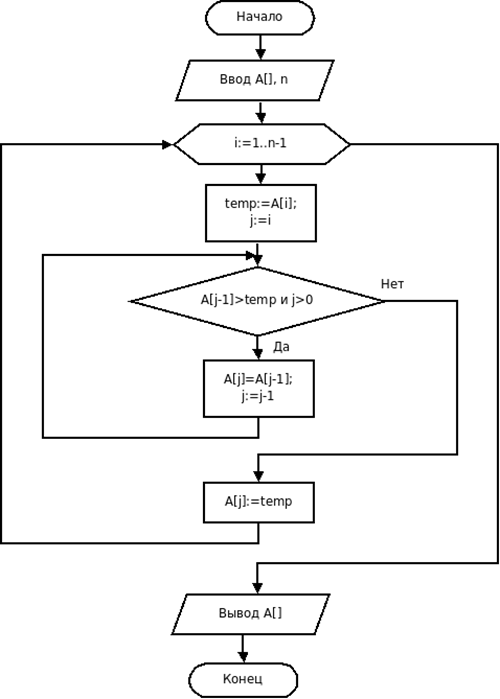 Начало
Ввод A[], n
i:=1..n-1
temp:=A[i];
j:=i
A[j-1]>temp и j>0
Нет
Да
A[j]=A[j-1];
j:=j-1
A[j]:=temp
Вывод A[]
Конец